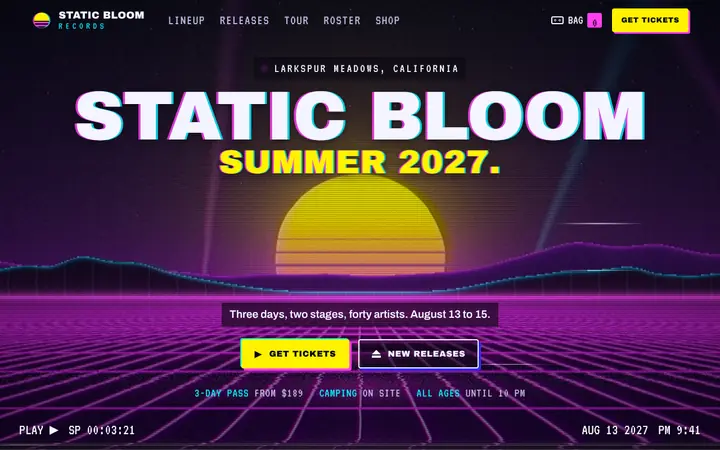 STATIC BLOOM
RECORDS
LINEUP RELEASES TOUR ROSTER SHOP
BAG 0
GET TICKETS
LARKSPUR MEADOWS, CALIFORNIA
STATIC BLOOM
SUMMER 2027.
Three days, two stages, forty artists. August 13 to 15.
GET TICKETS
NEW RELEASES
3-DAY PASS FROM $189 CAMPING ON SITE ALL AGES UNTIL 10 PM
PLAY ▶ SP 00:03:21
AUG 13 2027 PM 9:41